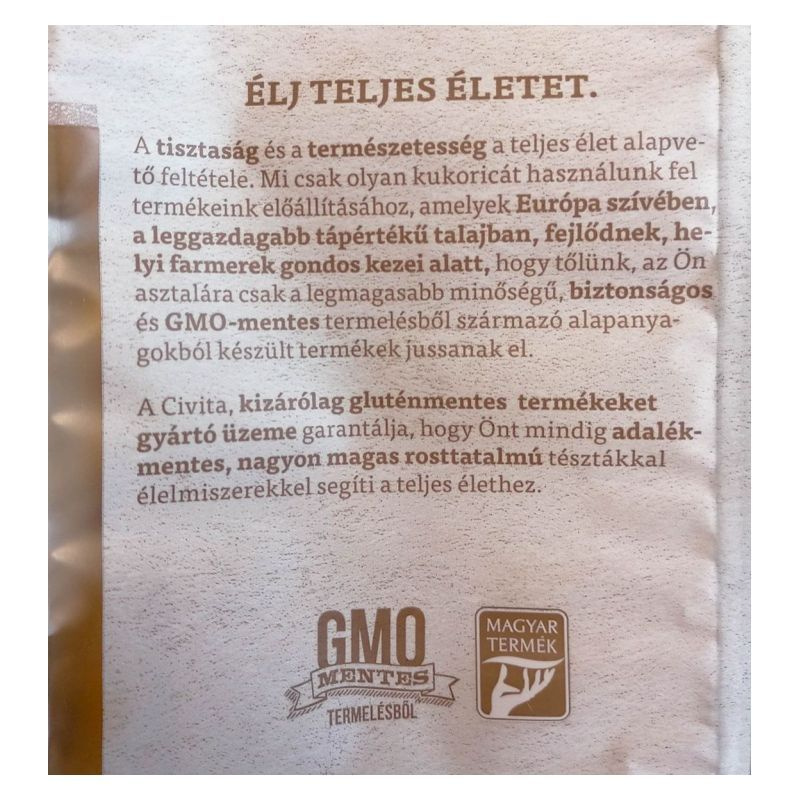 ÉLJ TELJES ÉLETET.
A tisztaság és a természetesség a teljes élet alapve-
tő feltétele. Mi csak olyan kukoricát használunk fel
termékeink előállításához, amelyek Európa szívében,
a leggazdagabb tápértékű talajban, fejlődnek, he-
lyi farmerek gondos kezei alatt, hogy tőlünk, az Ön
asztalára csak a legmagasabb minőségű, biztonságos
és GMO-mentes termelésből származó alapanya-
gokból készült termékek jussanak el.
A Civita, kizárólag gluténmentes termékeket
gyártó üzeme garantálja, hogy Önt mindig adalék-
mentes, nagyon magas rosttatalmú tésztákkal
élelmiszerekkel segíti a teljes élethez.
GMO
MENTES
TERMELÉSBŐL
MAGYAR
TERMÉK